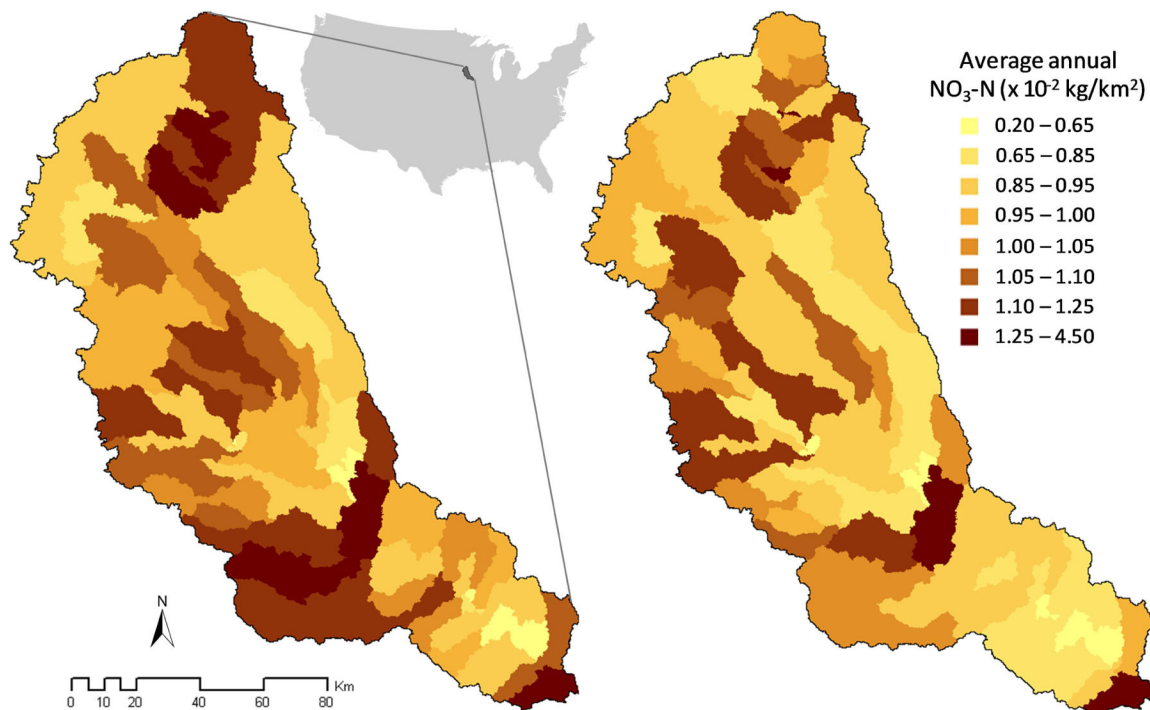 Average annual
NO₃-N (x 10⁻² kg/km²)
0.20 – 0.65
0.65 – 0.85
0.85 – 0.95
0.95 – 1.00
1.00 – 1.05
1.05 – 1.10
1.10 – 1.25
1.25 – 4.50
N
Km
0 10 20 40 60 80